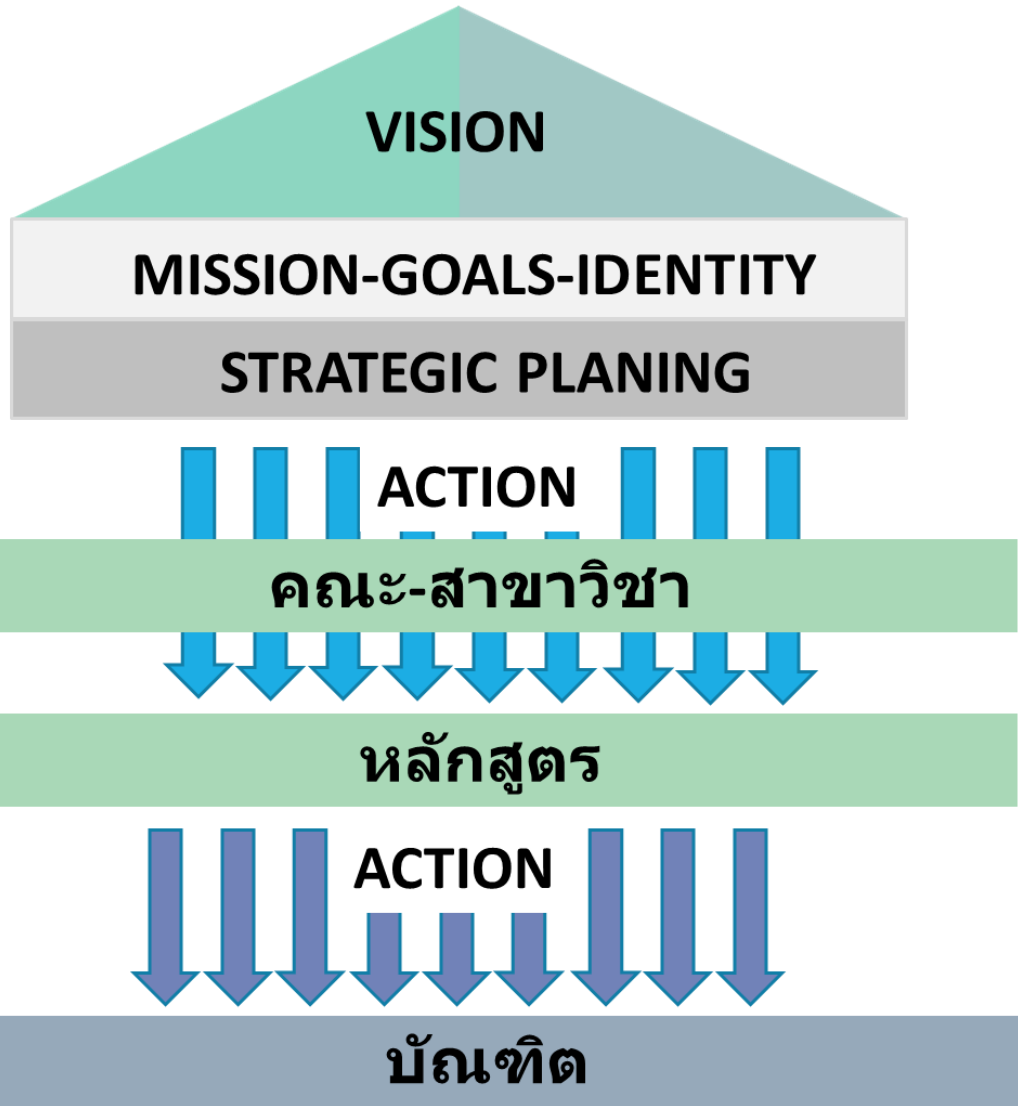 VISION
MISSION-GOALS-IDENTITY
STRATEGIC PLANING
ACTION
คณะ-สาขาวิชา
หลักสูตร
ACTION
บัณฑิต